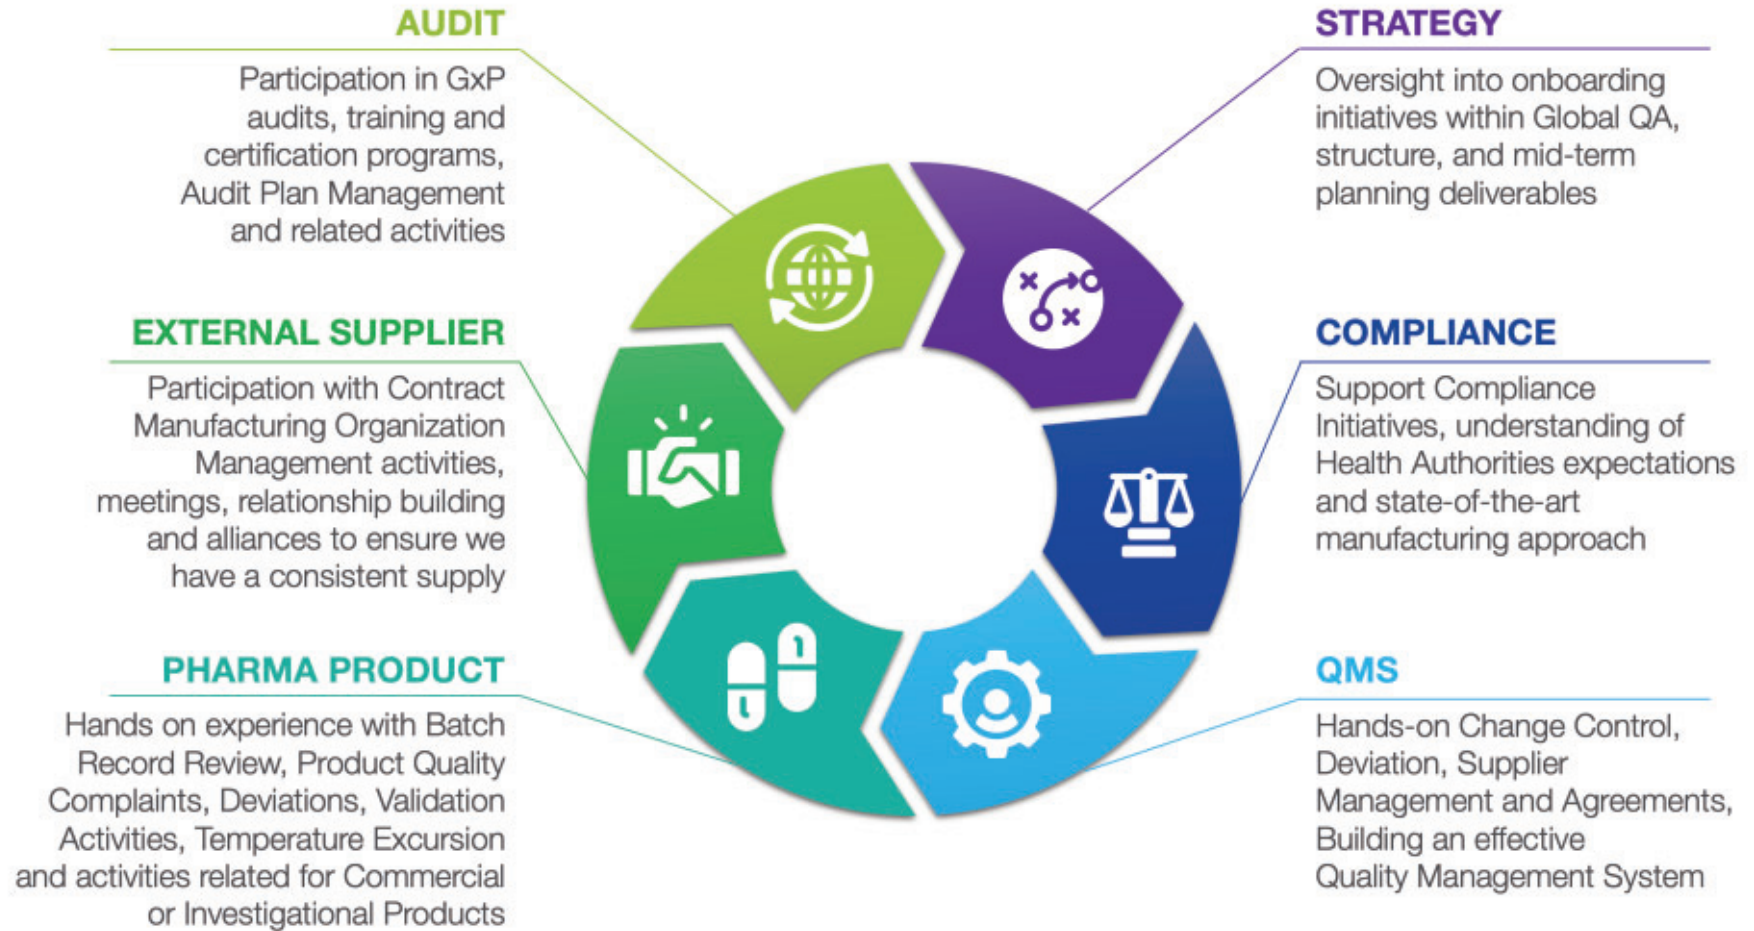 AUDIT
Participation in GxP
audits, training and
certification programs,
Audit Plan Management
and related activities
EXTERNAL SUPPLIER
Participation with Contract
Manufacturing Organization
Management activities,
meetings, relationship building
and alliances to ensure we
have a consistent supply
PHARMA PRODUCT
Hands on experience with Batch
Record Review, Product Quality
Complaints, Deviations, Validation
Activities, Temperature Excursion
and activities related for Commercial
or Investigational Products
STRATEGY
Oversight into onboarding
initiatives within Global QA,
structure, and mid-term
planning deliverables
COMPLIANCE
Support Compliance
Initiatives, understanding of
Health Authorities expectations
and state-of-the-art
manufacturing approach
QMS
Hands-on Change Control,
Deviation, Supplier
Management and Agreements,
Building an effective
Quality Management System